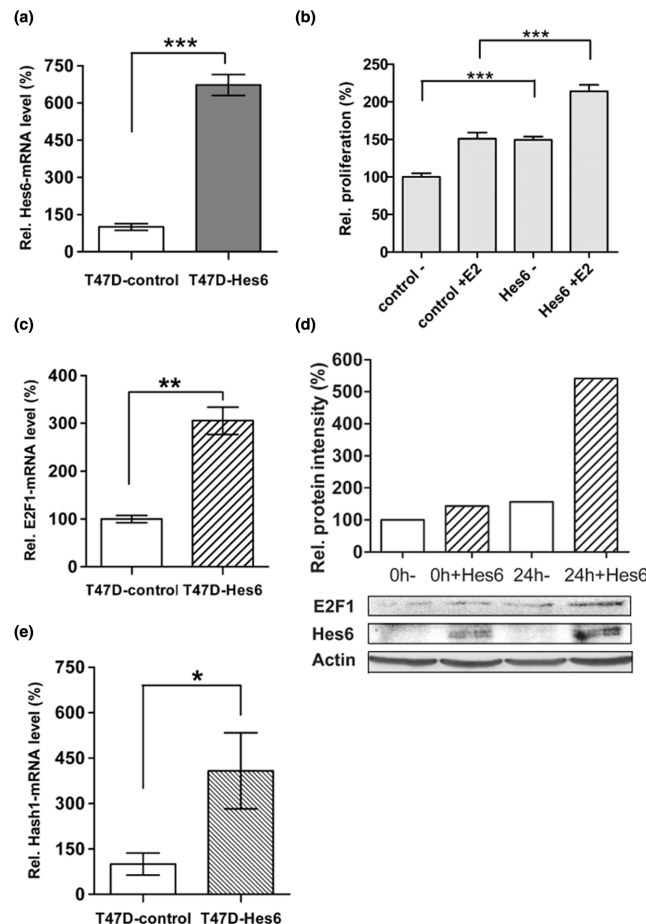 (a)
Rel. Hes6-mRNA level (%)
750
600
450
300
150
0
***
T47D-control T47D-Hes6
(b)
Rel. proliferation (%)
250
200
150
100
50
0
***
***
control -
control +E2
Hes6 -
Hes6 +E2
(c)
Rel. E2F1-mRNA level (%)
400
300
200
100
0
**
T47D-control T47D-Hes6
(d)
Rel. protein intensity (%)
600
500
400
300
200
100
0h- 0h+Hes6 24h- 24h+Hes6
E2F1
Hes6
Actin
(e)
Rel. Hash1-mRNA level (%)
750
600
450
300
150
0
*
T47D-control T47D-Hes6